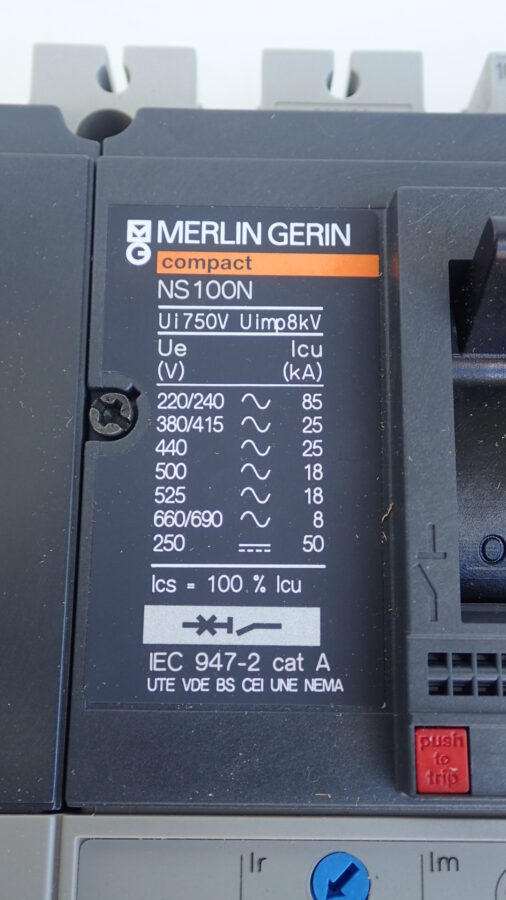 MERLIN GERIN
compact
NS100N
Ui750V Uimp8kV
Ue Icu
(V) (kA)
220/240 85
380/415 25
440 25
500 18
525 18
660/690 8
250 50
Ics = 100 % Icu
IEC 947-2 cat A
UTE VDE BS CEI UNE NEMA
O
push
to
trip
Ir Im